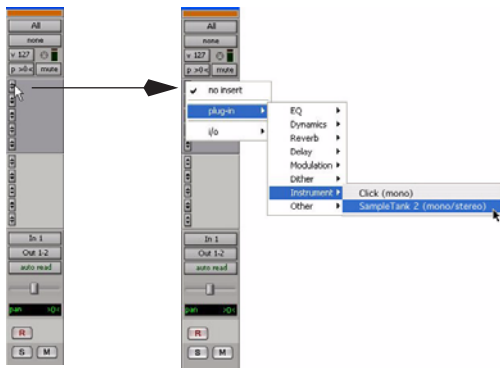 All
none
v 127
p >0< mute
In 1
Out 1-2
auto read
pan >0<
R
S M
All
none
v 127
p >0< mute
no insert
plug-in
i/o
EQ
Dynamics
Reverb
Delay
Modulation
Dither
Instrument
Other
Click (mono)
SampleTank 2 (mono/stereo)
In 1
Out 1-2
auto read
pan >0<
R
S M